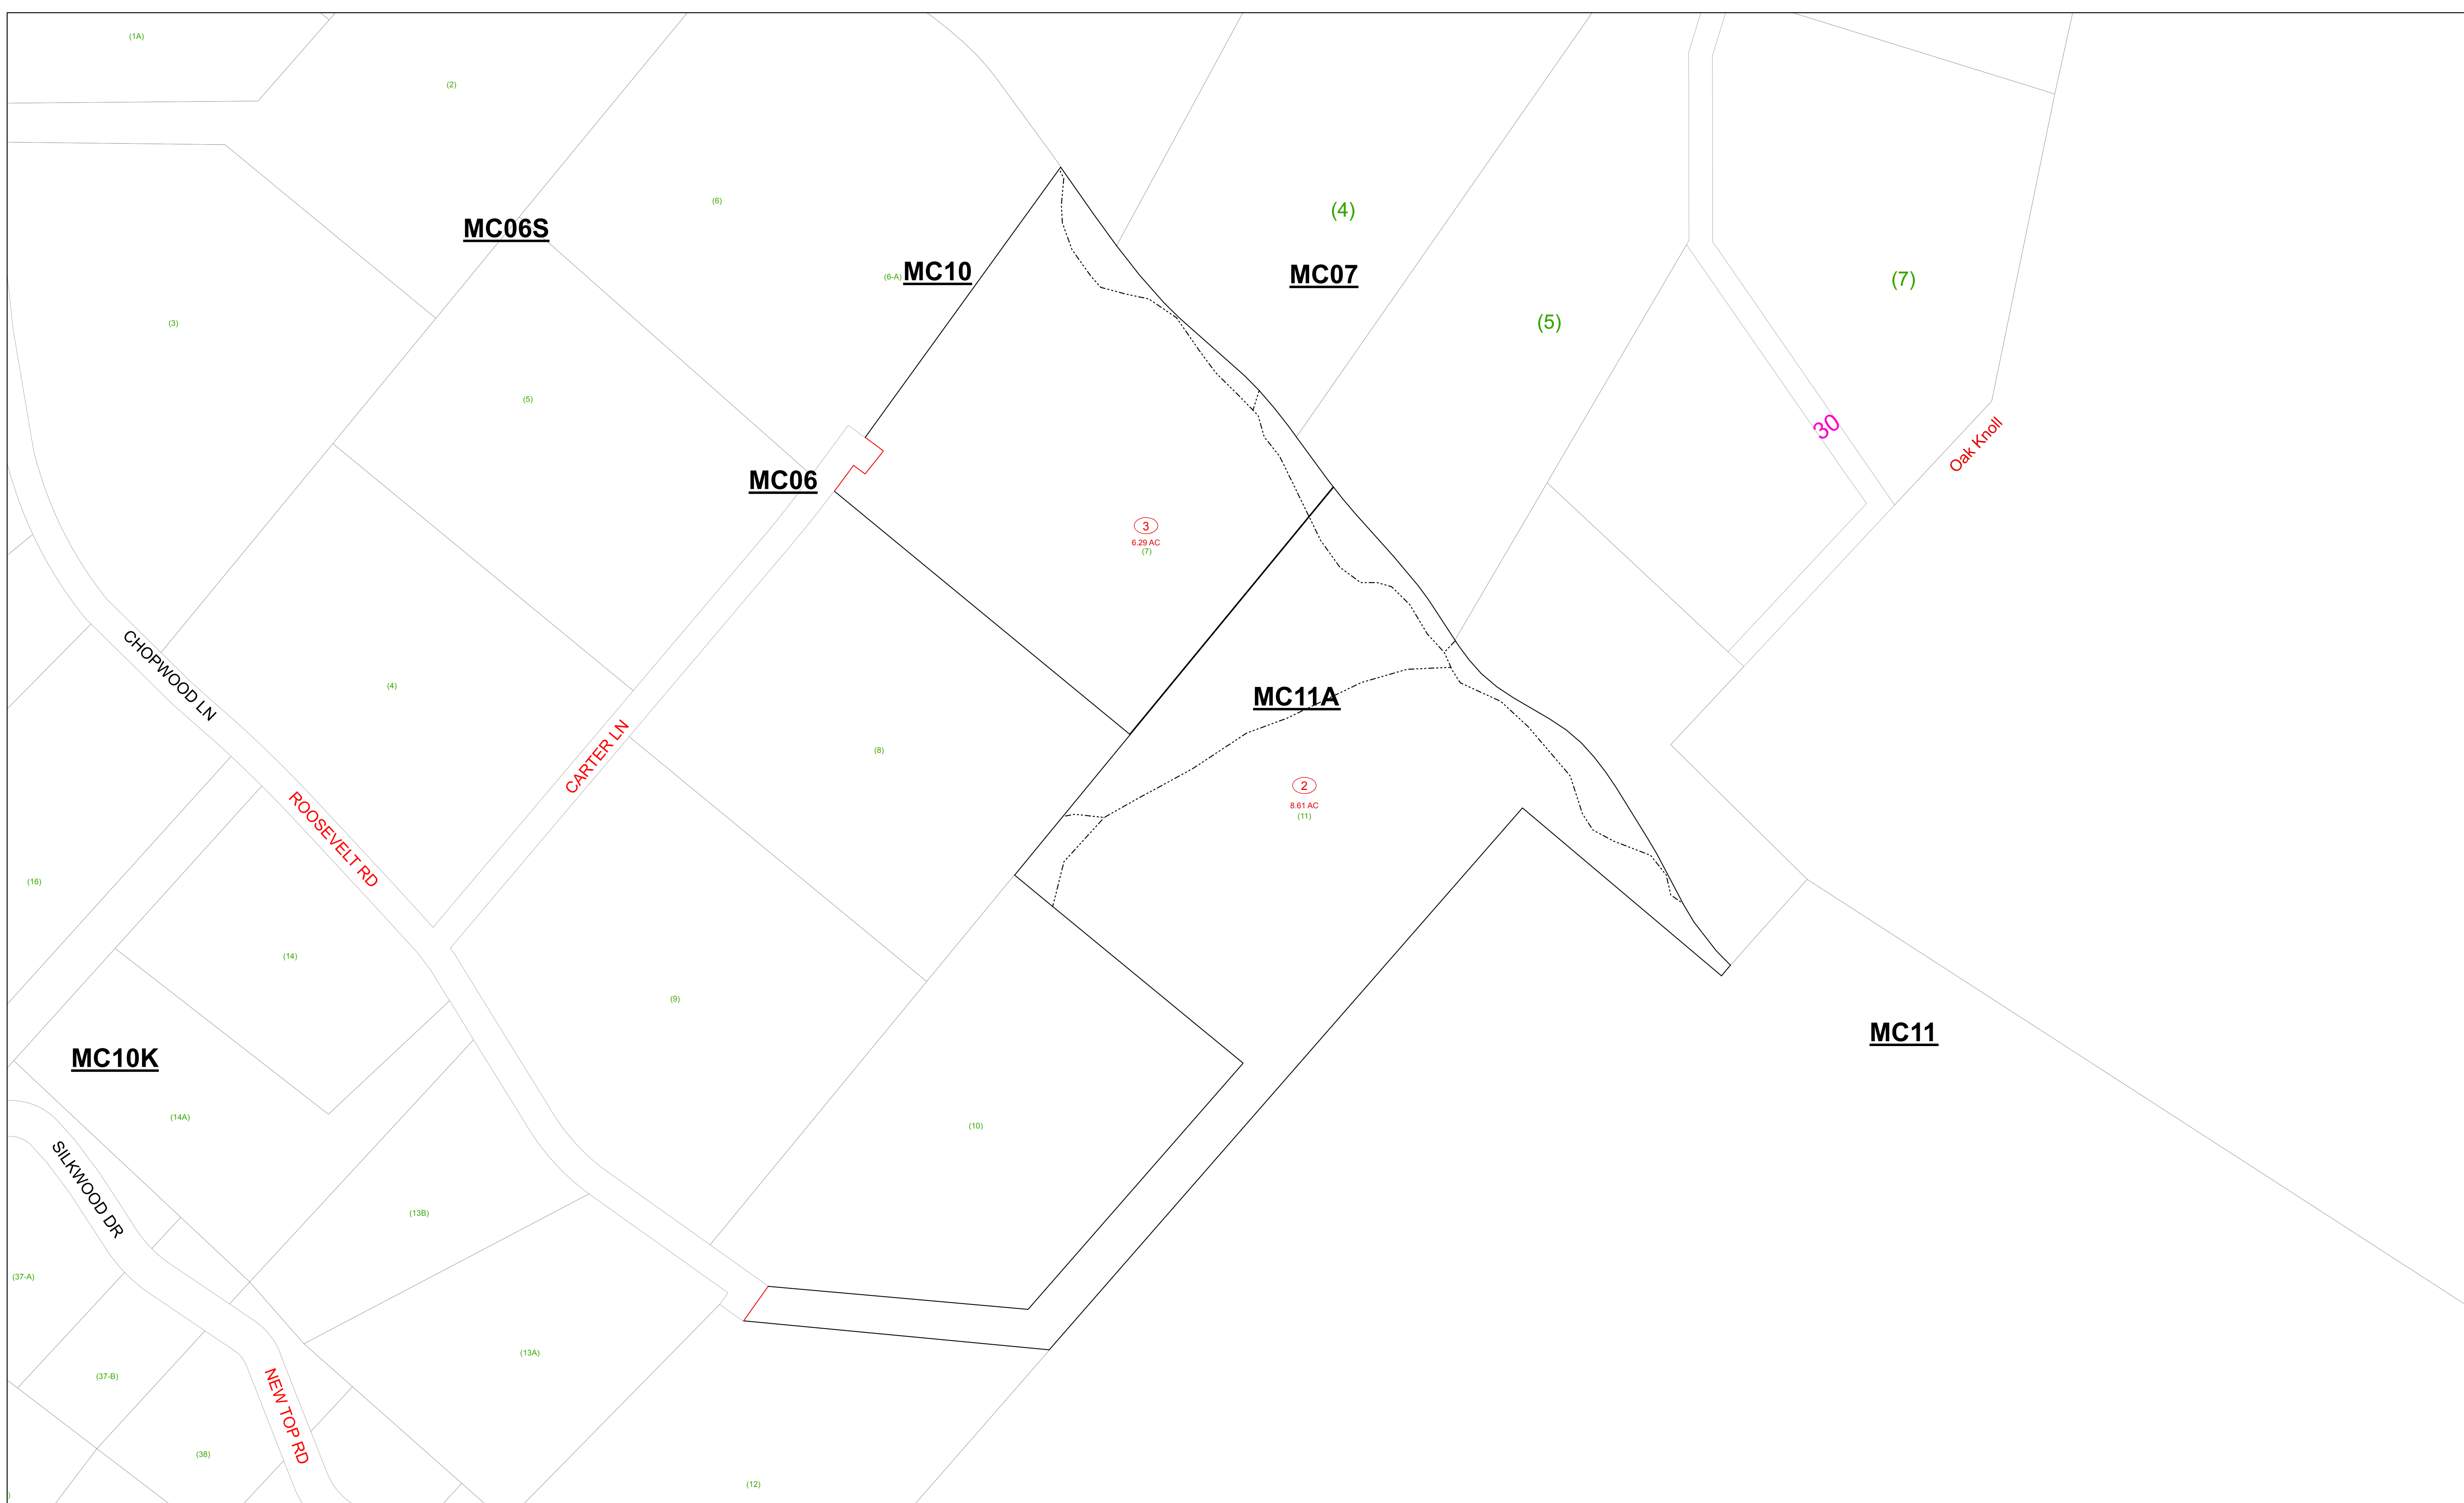 (1A)
(2)
(6)
(4)
MC06S
MC10
(6-A)
MC07
(7)
(3)
(5)
(5)
30
Oak Knoll
MC06
3
6.29 AC
(7)
CHOPWOOD LN
(4)
MC11A
CARTER LN
(8)
2
8.61 AC
(11)
ROOSEVELT RD
(16)
(14)
(9)
MC11
MC10K
(14A)
(10)
SILKWOOD DR
(13B)
(37-A)
(13A)
(37-B)
NEW TOP RD
(38)
(12)